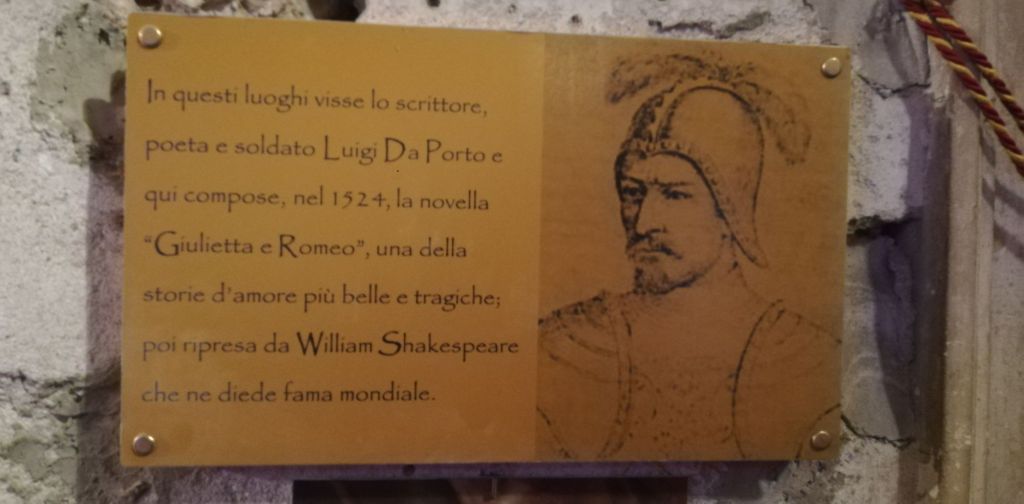 In questi luoghi visse lo scrittore,
poeta e soldato Luigi Da Porto e
qui compose, nel 1524, la novella
“Giulietta e Romeo”, una della
storie d’amore più belle e tragiche;
poi ripresa da William Shakespeare
che ne diede fama mondiale.